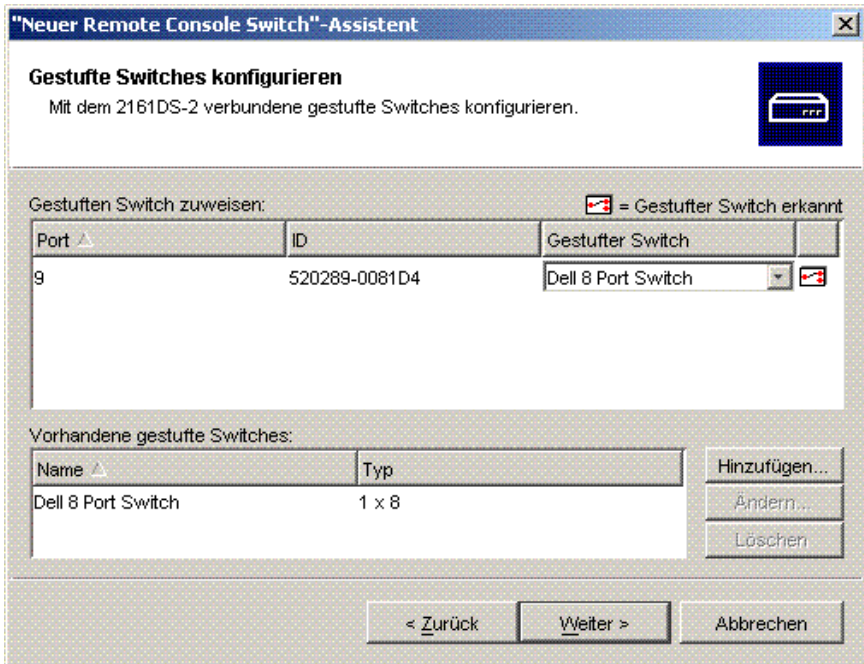 "Neuer Remote Console Switch"-Assistent
Gestufte Switches konfigurieren
Mit dem 2161DS-2 verbundene gestufte Switches konfigurieren.
Gestuften Switch zuweisen:
= Gestufter Switch erkannt
Port ID Gestufter Switch
9 520289-0081D4 Dell 8 Port Switch
Vorhandene gestufte Switches:
Name Typ
Dell 8 Port Switch 1 x 8
Hinzufügen...
Ändern...
Löschen
< Zurück Weiter > Abbrechen